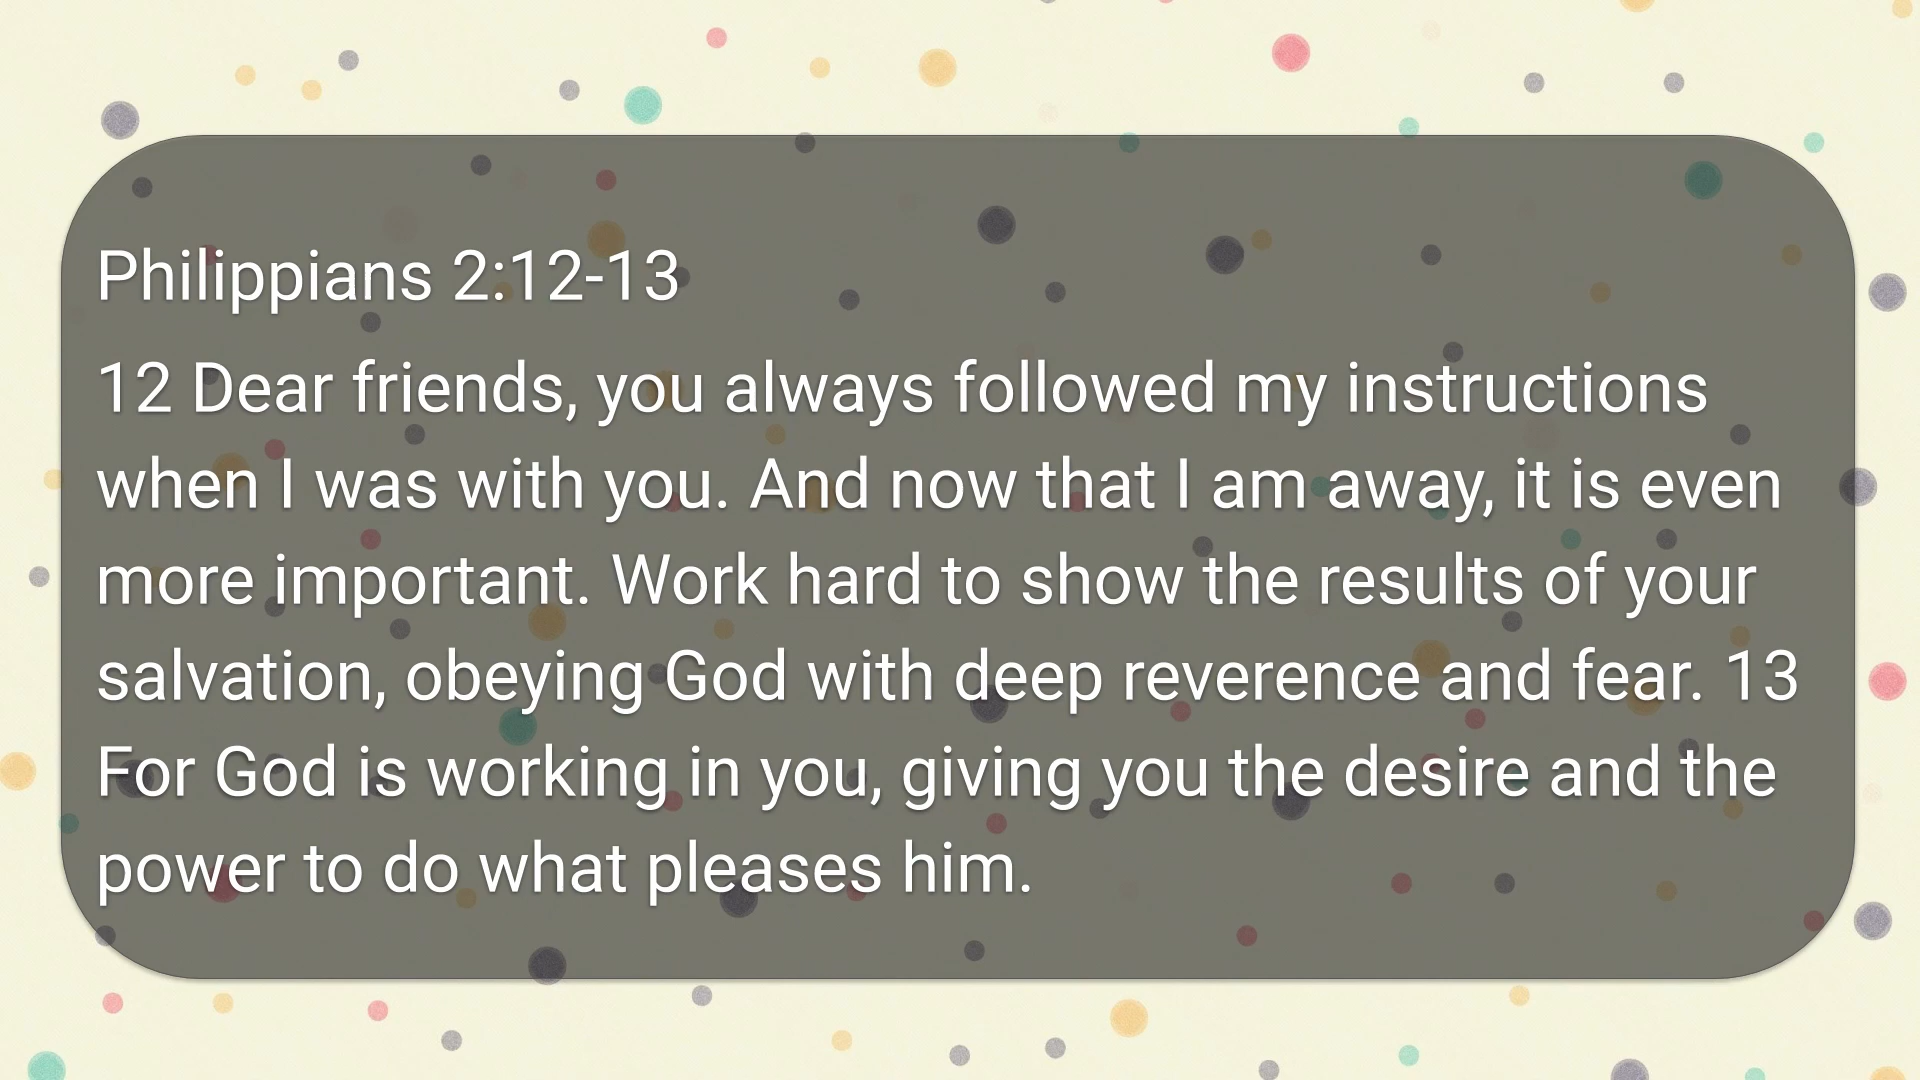 Philippians 2:12-13
12 Dear friends, you always followed my instructions
when I was with you. And now that I am away, it is even
more important. Work hard to show the results of your
salvation, obeying God with deep reverence and fear. 13
For God is working in you, giving you the desire and the
power to do what pleases him.